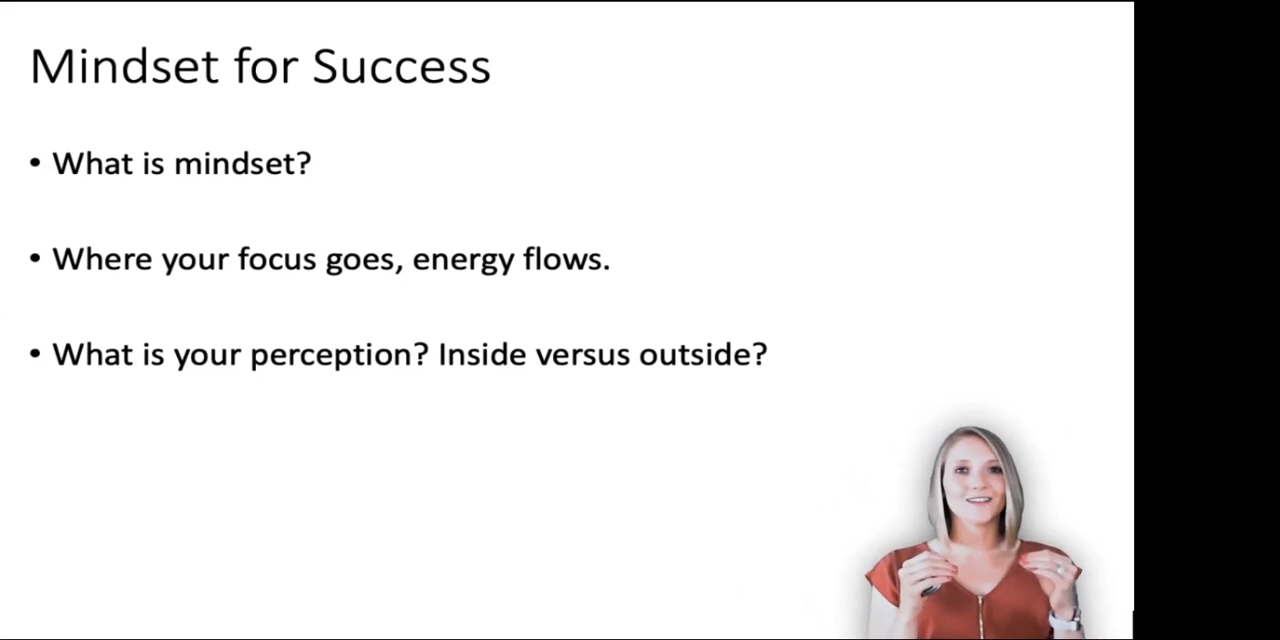 Mindset for Success
• What is mindset?
• Where your focus goes, energy flows.
• What is your perception? Inside versus outside?